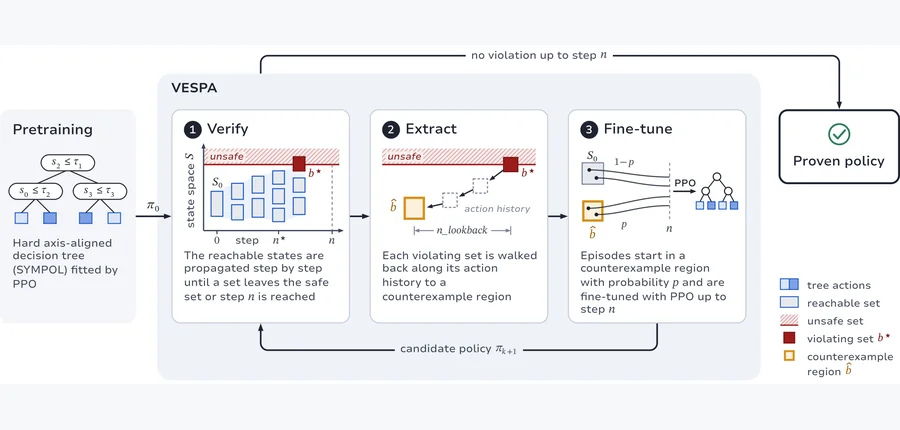 no violation up to step n
VESPA
Pretraining
s₂ ≤ τ₁
s₀ ≤ τ₂
s₃ ≤ τ₃
Hard axis-aligned
decision tree
(SYMPOL) fitted by
PPO
π₀
1 Verify
state space S
unsafe
S₀
b⋆
0
step
n⋆
n
The reachable states are
propagated step by step
until a set leaves the safe
set or step n is reached
2 Extract
unsafe
b⋆
b̂
action history
n_lookback
Each violating set is walked
back along its action
history to a
counterexample region
3 Fine-tune
S₀
1−p
PPO
b̂
p
n
Episodes start in a
counterexample region
with probability p and are
fine-tuned with PPO up to
step n
candidate policy πₖ₊₁
Proven policy
tree actions
reachable set
unsafe set
violating set b⋆
counterexample
region b̂